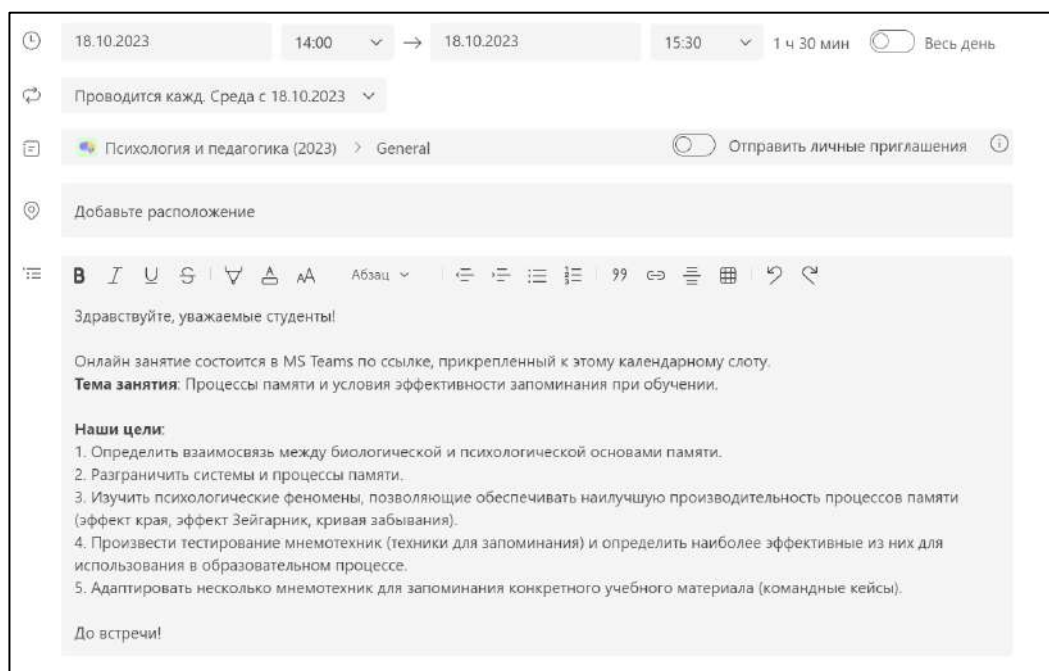 18.10.2023 14:00 → 18.10.2023 15:30 1 ч 30 мин Весь день
Проводится кажд. Среда с 18.10.2023
Психология и педагогика (2023) > General Отправить личные приглашения
Добавьте расположение
B I U S A AA Абзац 99
Здравствуйте, уважаемые студенты!
Онлайн занятие состоится в MS Teams по ссылке, прикрепленный к этому календарному слоту.
Тема занятия: Процессы памяти и условия эффективности запоминания при обучении.
Наши цели:
1. Определить взаимосвязь между биологической и психологической основами памяти.
2. Разграничить системы и процессы памяти.
3. Изучить психологические феномены, позволяющие обеспечивать наилучшую производительность процессов памяти
(эффект края, эффект Зейгарник, кривая забывания).
4. Произвести тестирование мнемотехник (техники для запоминания) и определить наиболее эффективные из них для
использования в образовательном процессе.
5. Адаптировать несколько мнемотехник для запоминания конкретного учебного материала (командные кейсы).
До встречи!